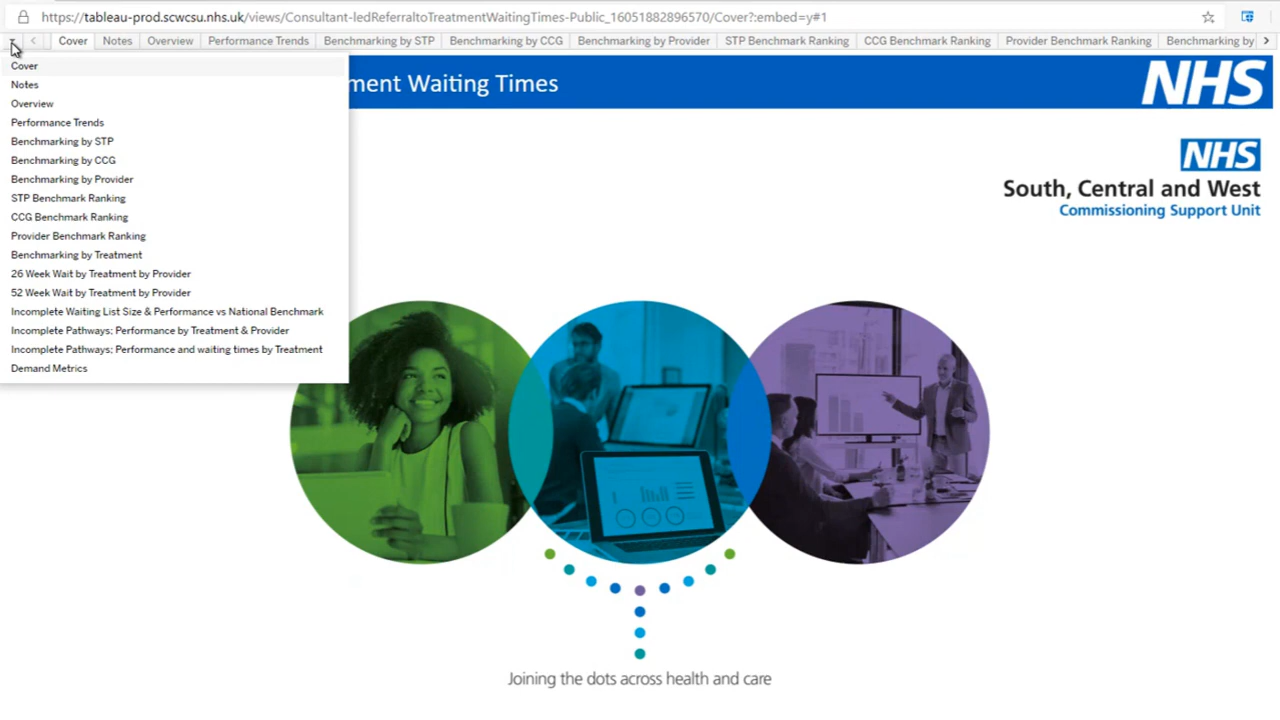 https://tableau-prod.scwcsu.nhs.uk/views/Consultant-ledReferraltoTreatmentWaitingTimes-Public_16051882896570/Cover?:embed=y#1
Cover Notes Overview Performance Trends Benchmarking by STP Benchmarking by CCG Benchmarking by Provider STP Benchmark Ranking CCG Benchmark Ranking Provider Benchmark Ranking Benchmarking by
Cover
Notes
Overview
Performance Trends
Benchmarking by STP
Benchmarking by CCG
Benchmarking by Provider
STP Benchmark Ranking
CCG Benchmark Ranking
Provider Benchmark Ranking
Benchmarking by Treatment
26 Week Wait by Treatment by Provider
52 Week Wait by Treatment by Provider
Incomplete Waiting List Size & Performance vs National Benchmark
Incomplete Pathways; Performance by Treatment & Provider
Incomplete Pathways; Performance and waiting times by Treatment
Demand Metrics
ment Waiting Times
NHS
NHS
South, Central and West
Commissioning Support Unit
Joining the dots across health and care